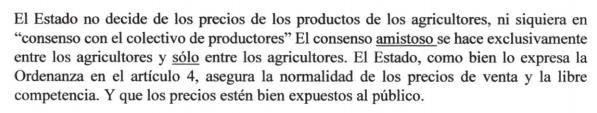 El Estado no decide de los precios de los productos de los agricultores, ni siquiera en
“consenso con el colectivo de productores” El consenso amistoso se hace exclusivamente
entre los agricultores y sólo entre los agricultores. El Estado, como bien lo expresa la
Ordenanza en el artículo 4, asegura la normalidad de los precios de venta y la libre
competencia. Y que los precios estén bien expuestos al público.